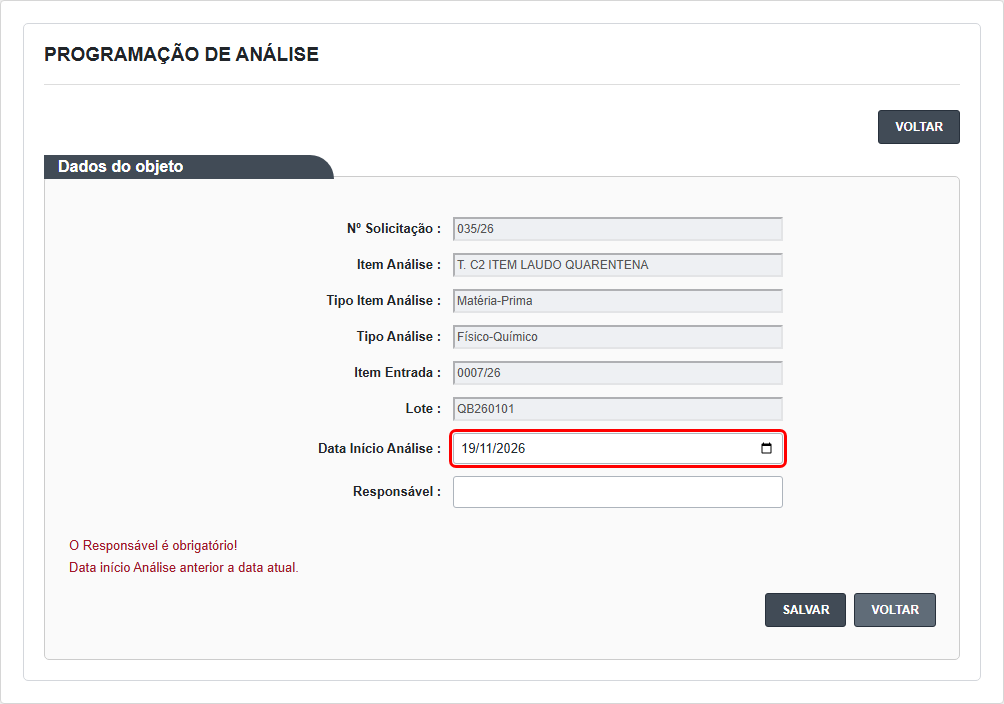 PROGRAMAÇÃO DE ANÁLISE
VOLTAR
Dados do objeto
Nº Solicitação : 035/26
Item Análise : T. C2 ITEM LAUDO QUARENTENA
Tipo Item Análise : Matéria-Prima
Tipo Análise : Físico-Químico
Item Entrada : 0007/26
Lote : QB260101
Data Início Análise : 19/11/2026
Responsável :
O Responsável é obrigatório!
Data início Análise anterior a data atual.
SALVAR VOLTAR